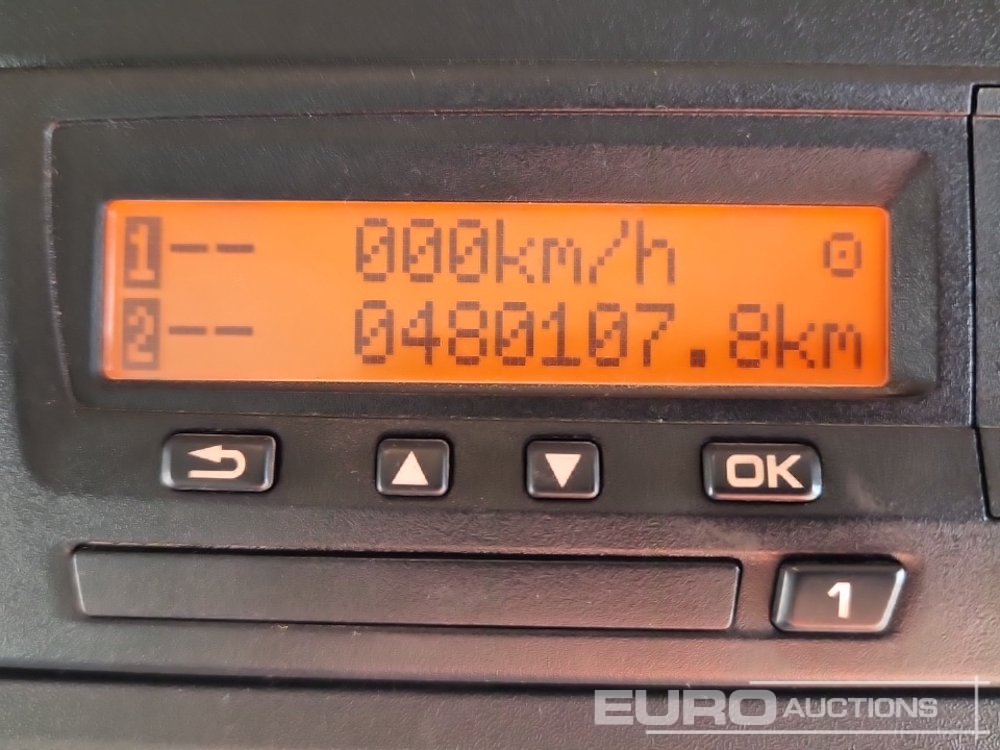 1 -- 000km/h
2 -- 0480107.8km
OK
1
EURO AUCTIONS